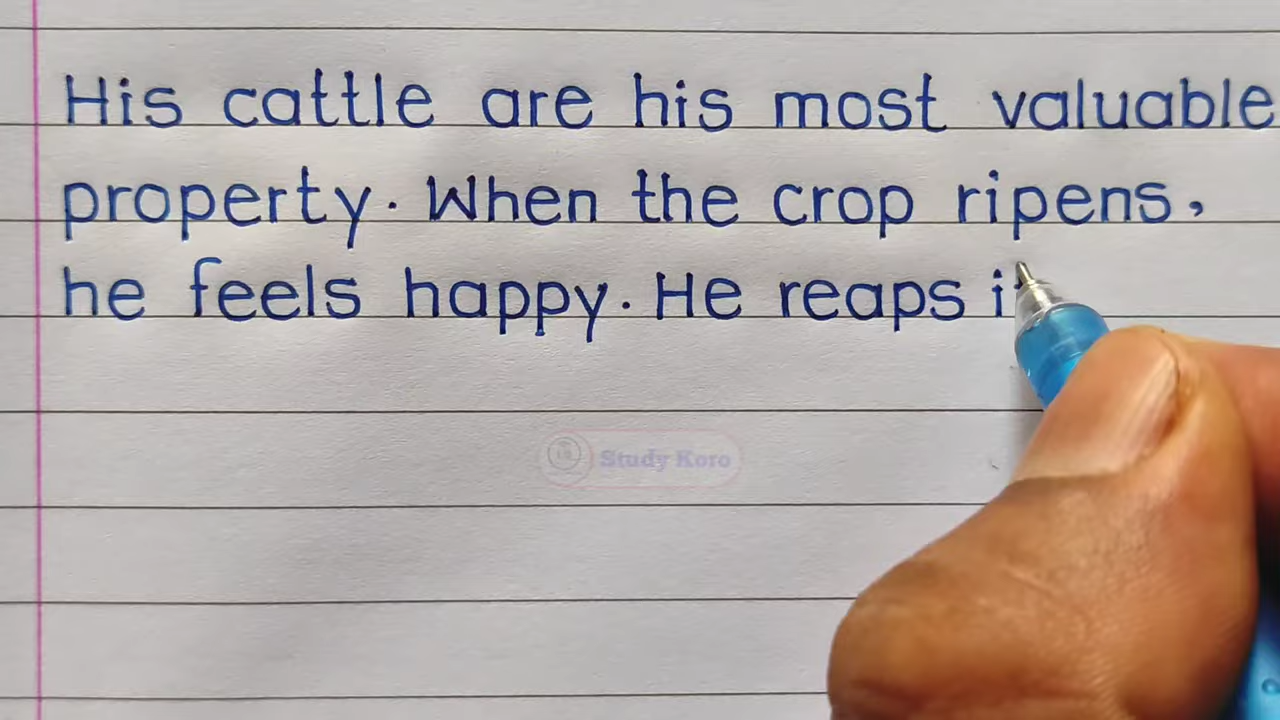 His cattle are his most valuable
property. When the crop ripens,
he feels happy. He reaps
Study Koro